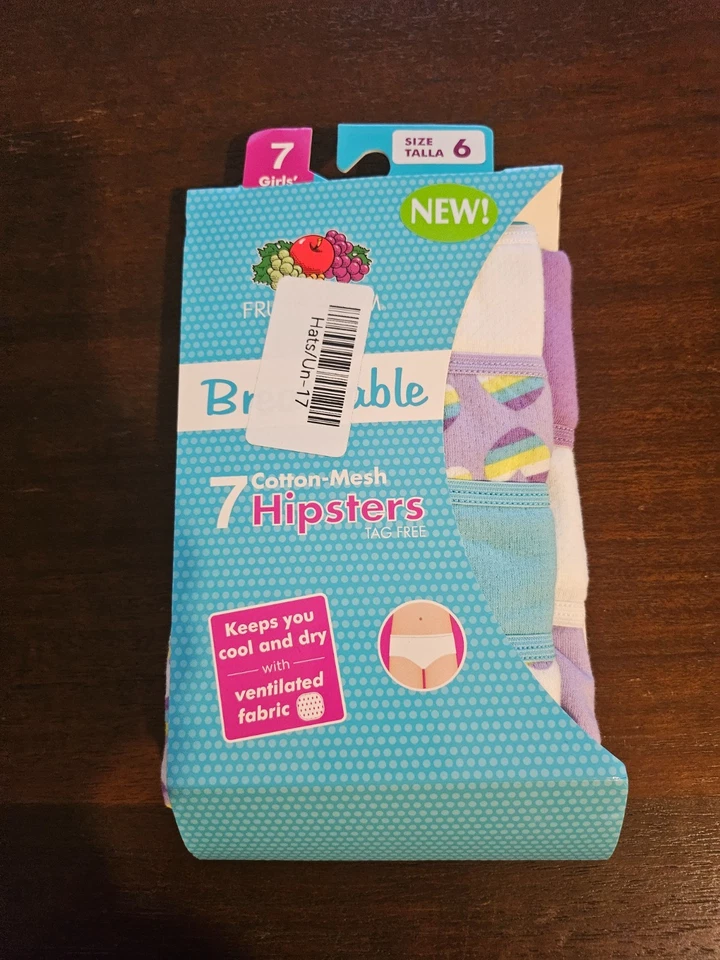 7
Girls'
SIZE
TALLA 6
NEW!
FRU M
Hats/Un-17
Br able
7 Cotton-Mesh
Hipsters
TAG FREE
Keeps you
cool and dry
with
ventilated
fabric